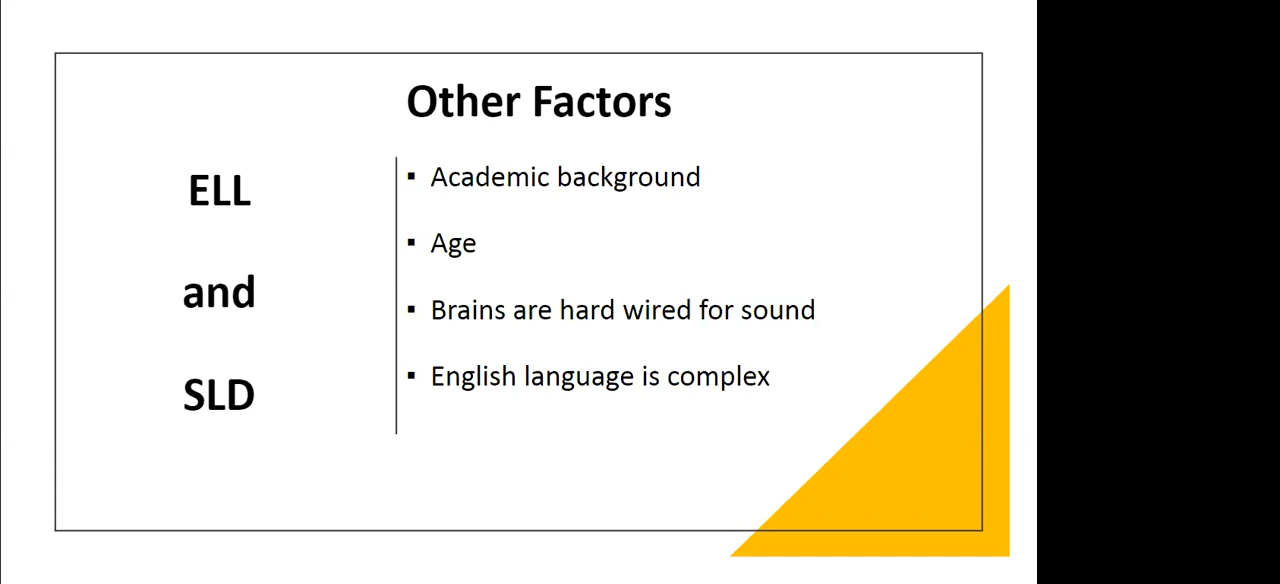 ELL
and
SLD
Other Factors
▪ Academic background
▪ Age
▪ Brains are hard wired for sound
▪ English language is complex